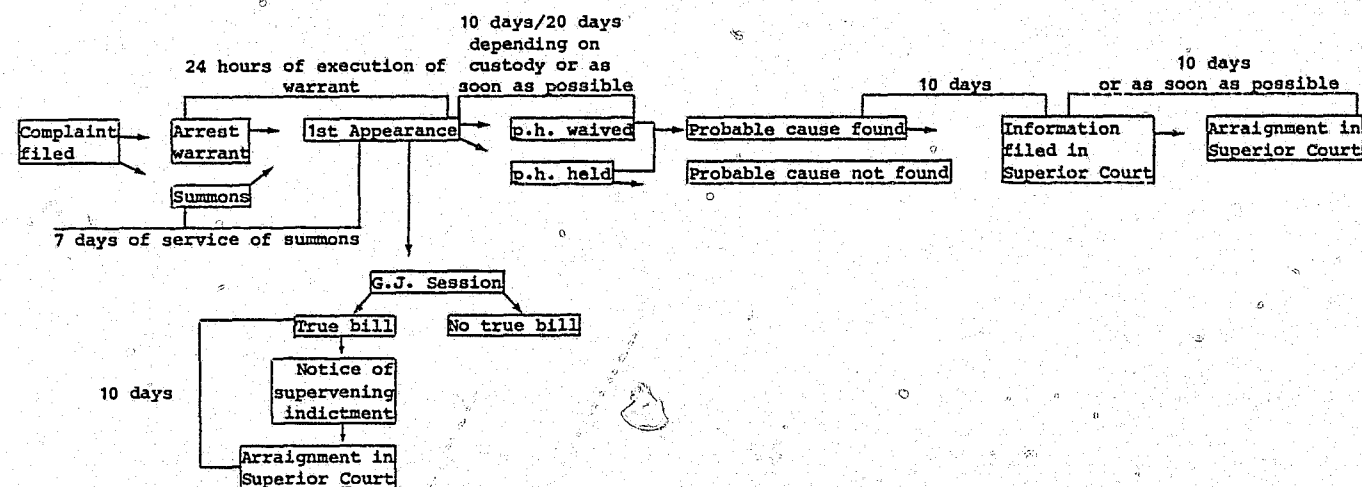 10 days/20 days
depending on
custody or as
soon as possible
24 hours of execution of
warrant
10 days
10 days
or as soon as possible
Complaint
filed
Arrest
warrant
Summons
1st Appearance
p.h. waived
p.h. held
Probable cause found
Probable cause not found
Information
filed in
Superior Court
Arraignment in
Superior Court
7 days of service of summons
G.J. Session
True bill
No true bill
Notice of
supervening
indictment
10 days
Arraignment in
Superior Court